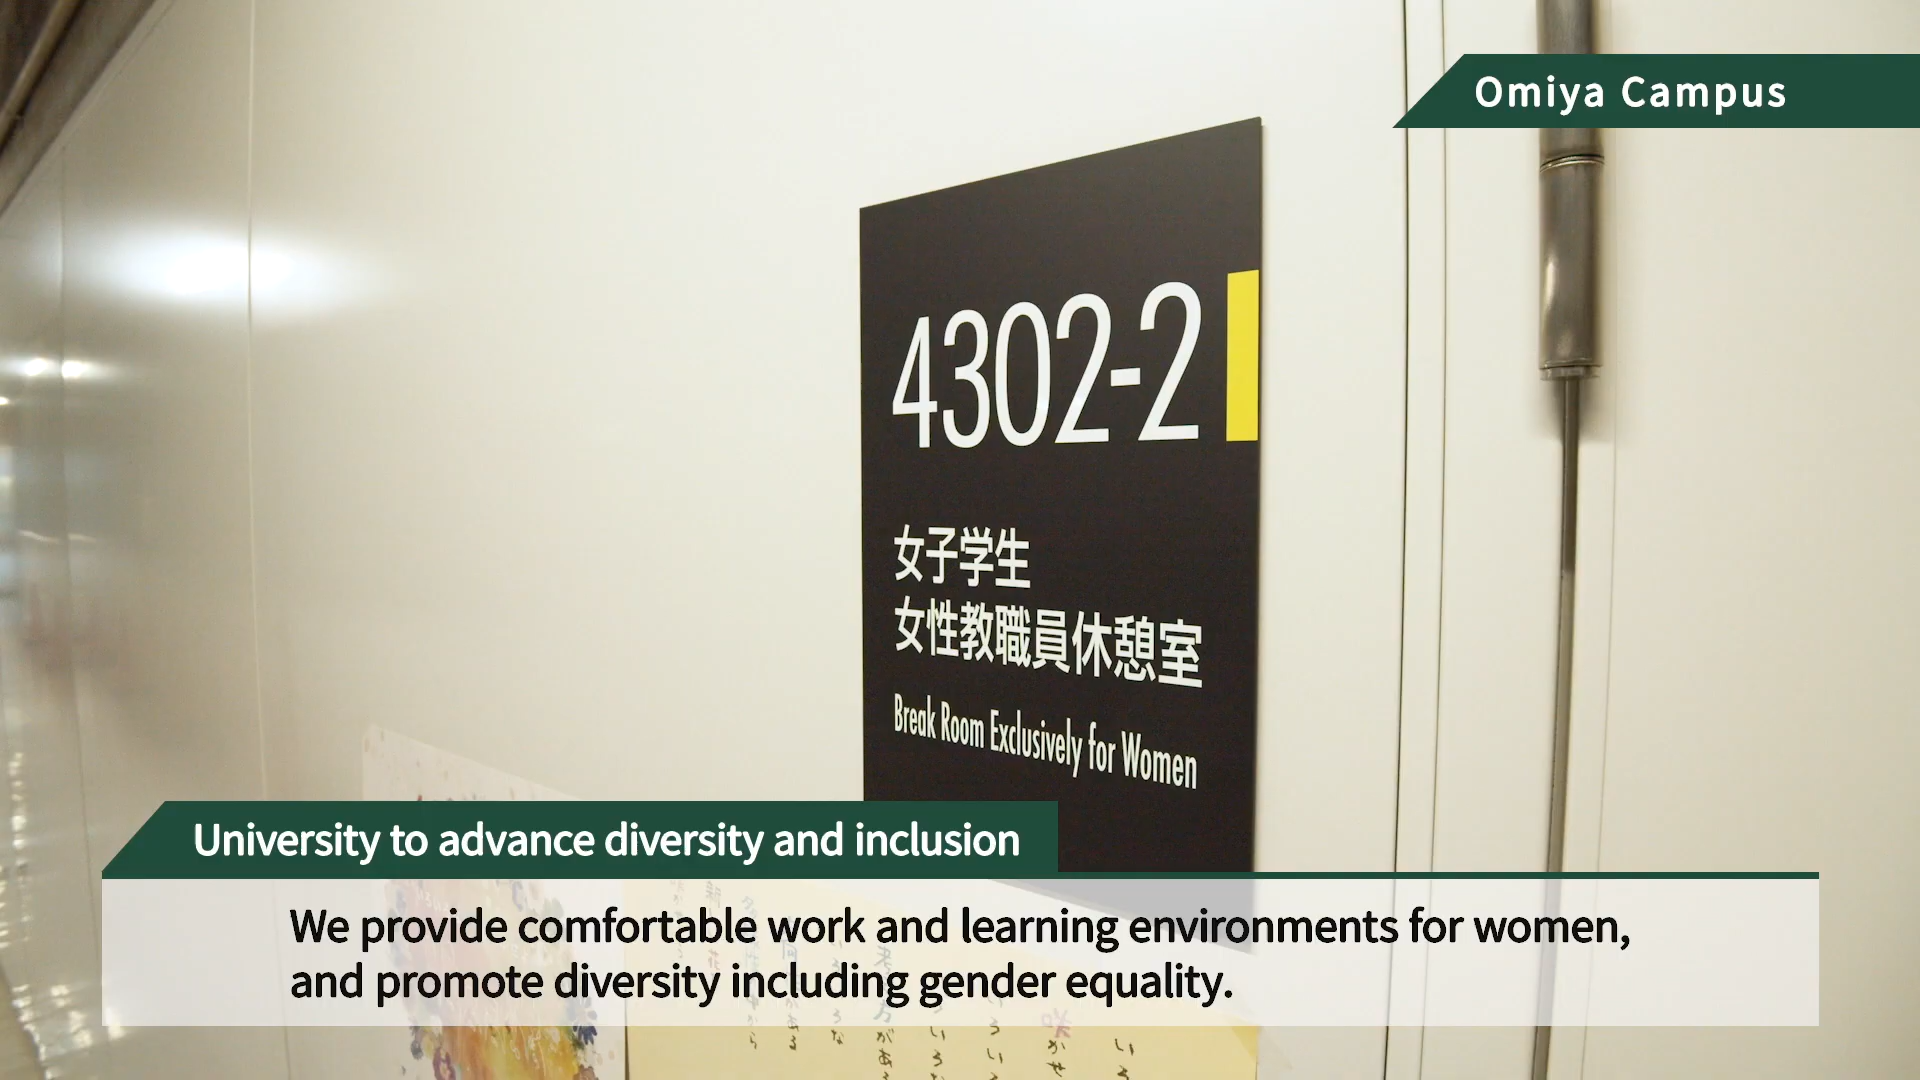 Omiya Campus
4302-2
女子学生
女性教職員休憩室
Break Room Exclusively for Women
University to advance diversity and inclusion
We provide comfortable work and learning environments for women,
and promote diversity including gender equality.